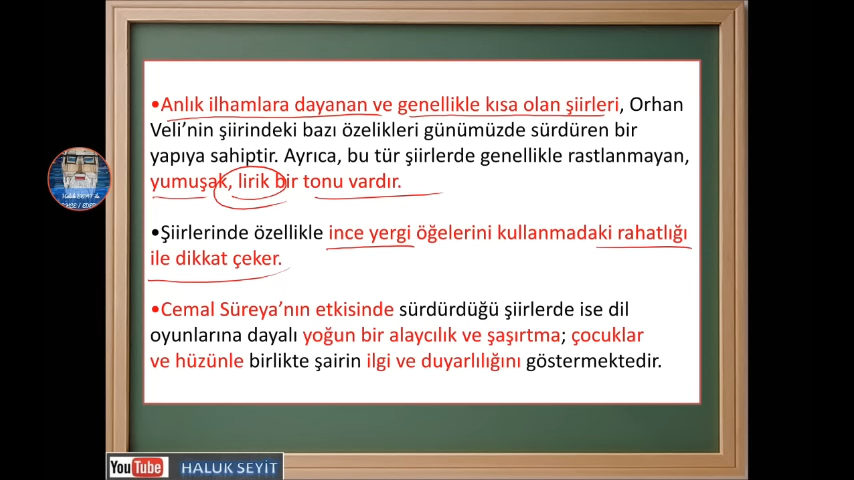 •Anlık ilhamlara dayanan ve genellikle kısa olan şiirleri, Orhan
Veli’nin şiirindeki bazı özelikleri günümüzde sürdüren bir
yapıya sahiptir. Ayrıca, bu tür şiirlerde genellikle rastlanmayan,
yumuşak, lirik bir tonu vardır.
•Şiirlerinde özellikle ince yergi öğelerini kullanmadaki rahatlığı
ile dikkat çeker.
•Cemal Süreya’nın etkisinde sürdürdüğü şiirlerde ise dil
oyunlarına dayalı yoğun bir alaycılık ve şaşırtma; çocuklar
ve hüzünle birlikte şairin ilgi ve duyarlılığını göstermektedir.
YouTube HALUK SEYİT